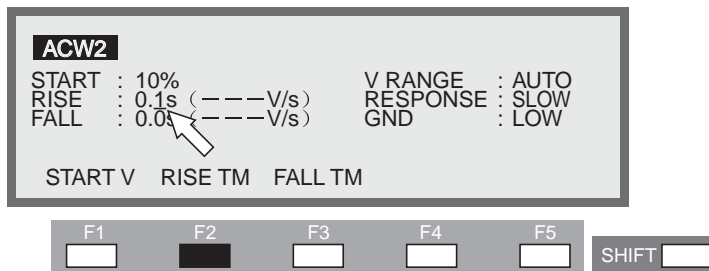 ACW2
START : 10% V RANGE : AUTO
RISE : 0.1s (– – –V/s) RESPONSE : SLOW
FALL : 0.0s (– – –V/s) GND : LOW
START V RISE TM FALL TM
F1 F2 F3 F4 F5
SHIFT